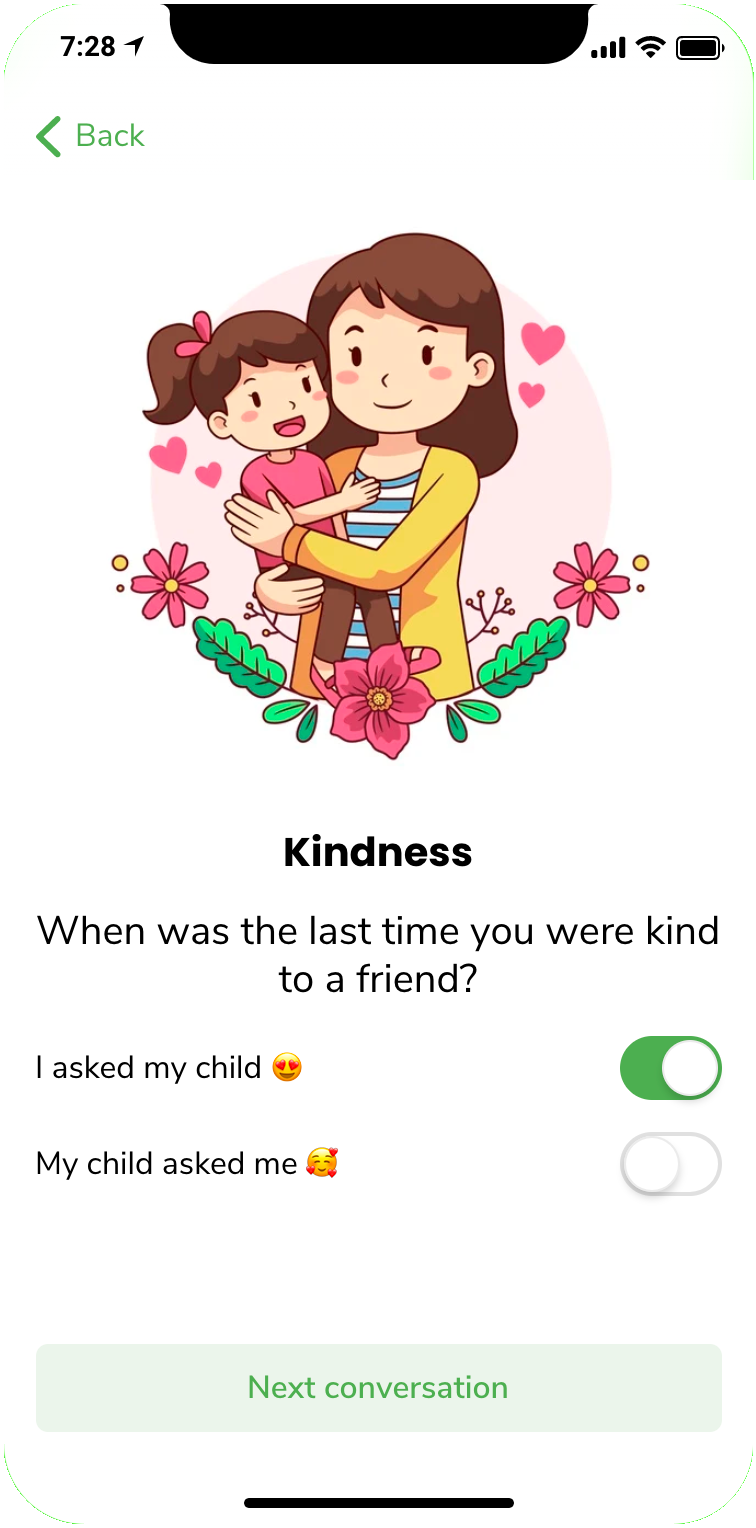 7:28
Back
Kindness
When was the last time you were kind
to a friend?
I asked my child 😍
My child asked me 🥰
Next conversation